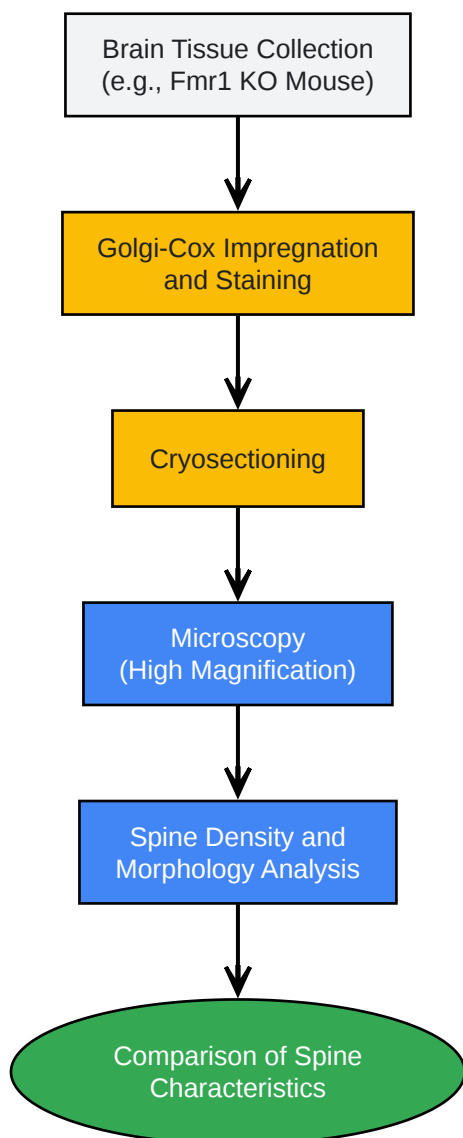 Brain Tissue Collection
(e.g., Fmr1 KO Mouse)
Golgi-Cox Impregnation
and Staining
Cryosectioning
Microscopy
(High Magnification)
Spine Density and
Morphology Analysis
Comparison of Spine
Characteristics